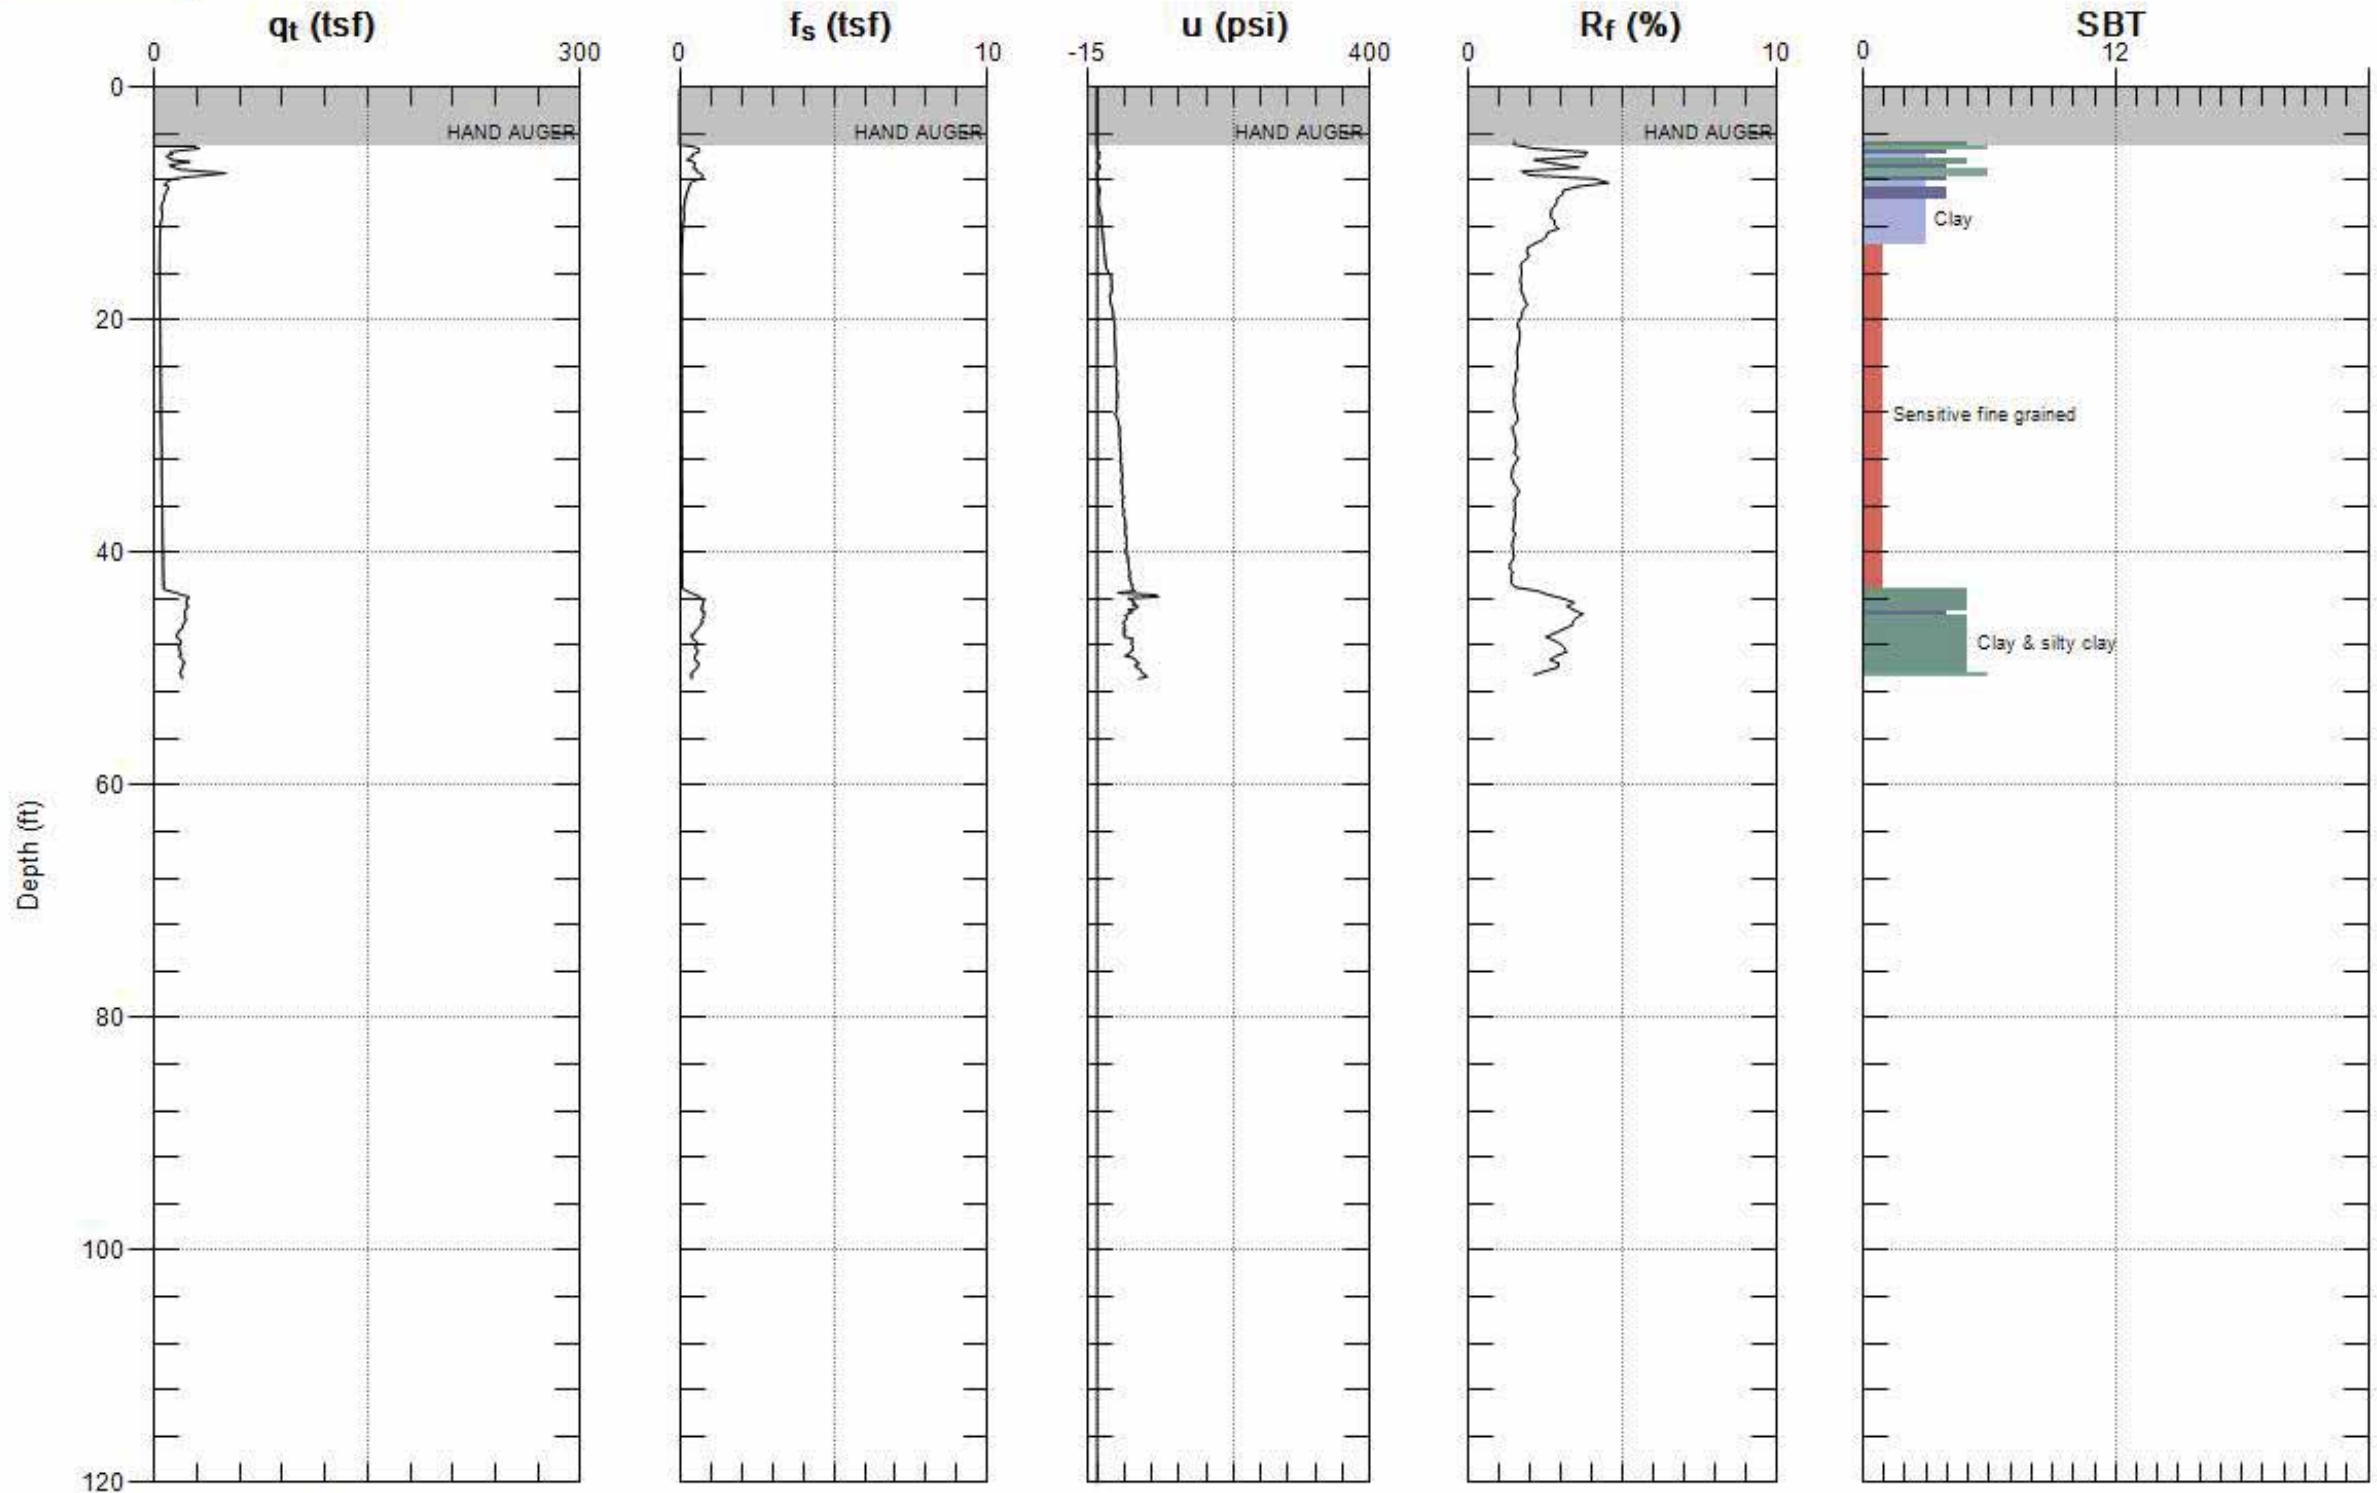 qt (tsf) fs (tsf) u (psi) Rf (%) SBT
0 300 0 10 -15 400 0 10 0 12
0
HAND AUGER HAND AUGER HAND AUGER HAND AUGER
Clay
20
Sensitive fine grained
40
Clay & silty clay
60
Depth (ft)
80
100
120